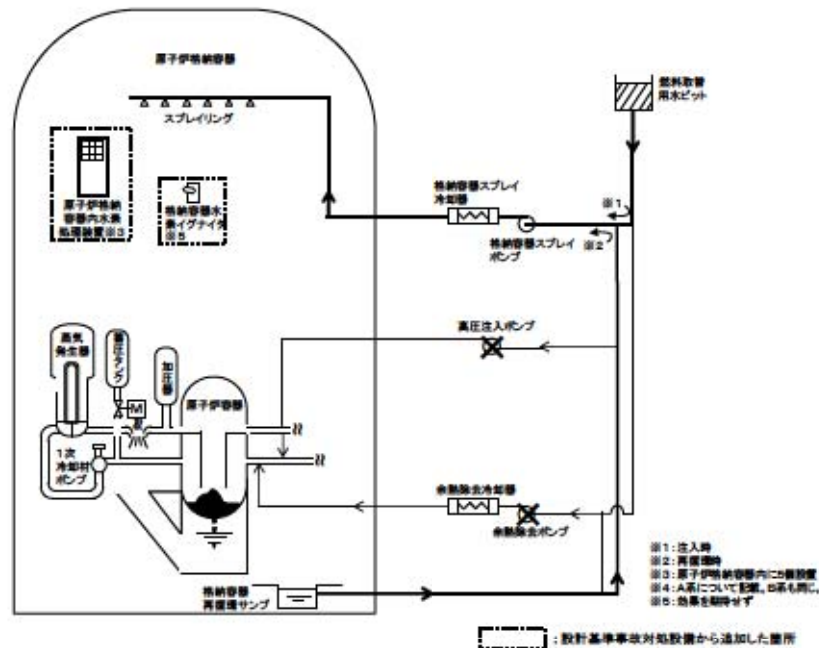 原子炉格納容器
スプレイリング
燃料取替
用水ピット
原子炉格納
容器内水素
処理装置※3
格納容器水
素イグナイタ
※5
格納容器スプレイ
冷却器
※1
※2
格納容器スプレイ
ポンプ
高圧注入ポンプ
蒸気
発生器
蓄圧タンク
加圧器
M
原子炉容器
1次
冷却材
ポンプ
余熱除去冷却器
余熱除去ポンプ
格納容器
再循環サンプ
※1:注入時
※2:再循環時
※3:原子炉格納容器内に5個設置
※4:A系について記載。B系も同じ。
※5:効果を期待せず
:設計基準事故対処設備から追加した箇所